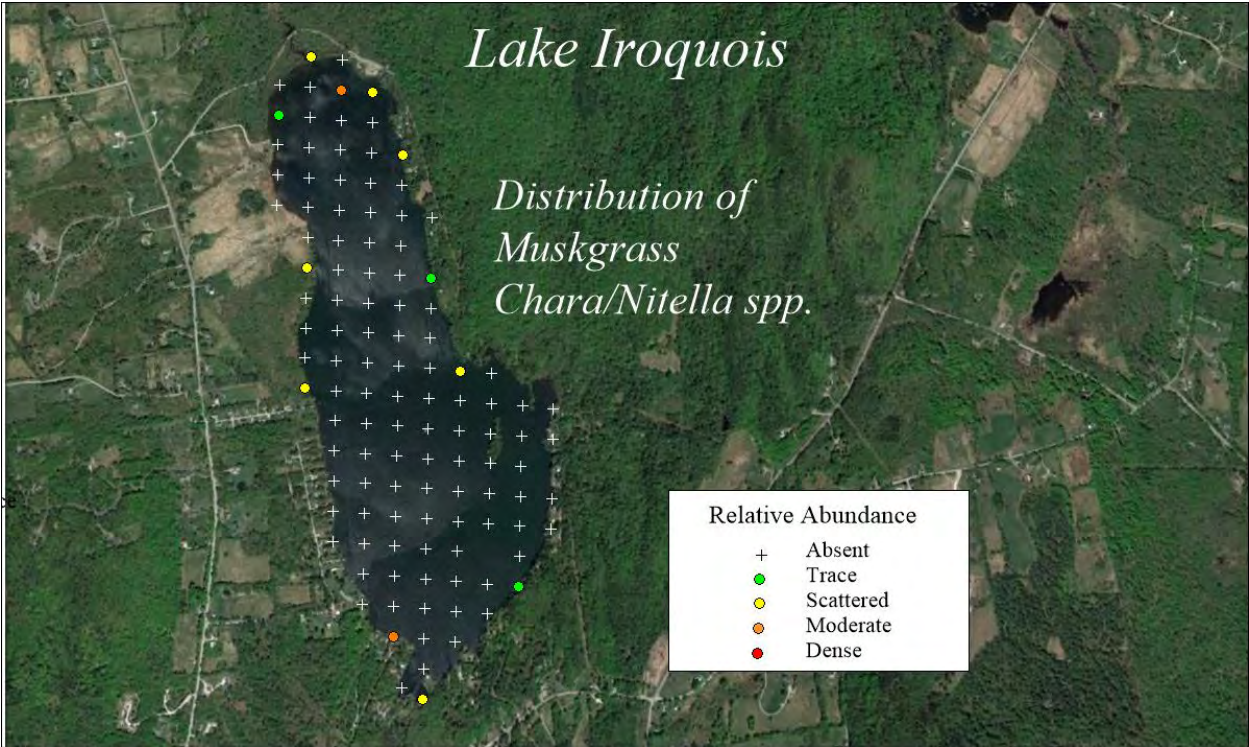 Lake Iroquois
Distribution of
Muskgrass
Chara/Nitella spp.
Relative Abundance
Absent
Trace
Scattered
Moderate
Dense